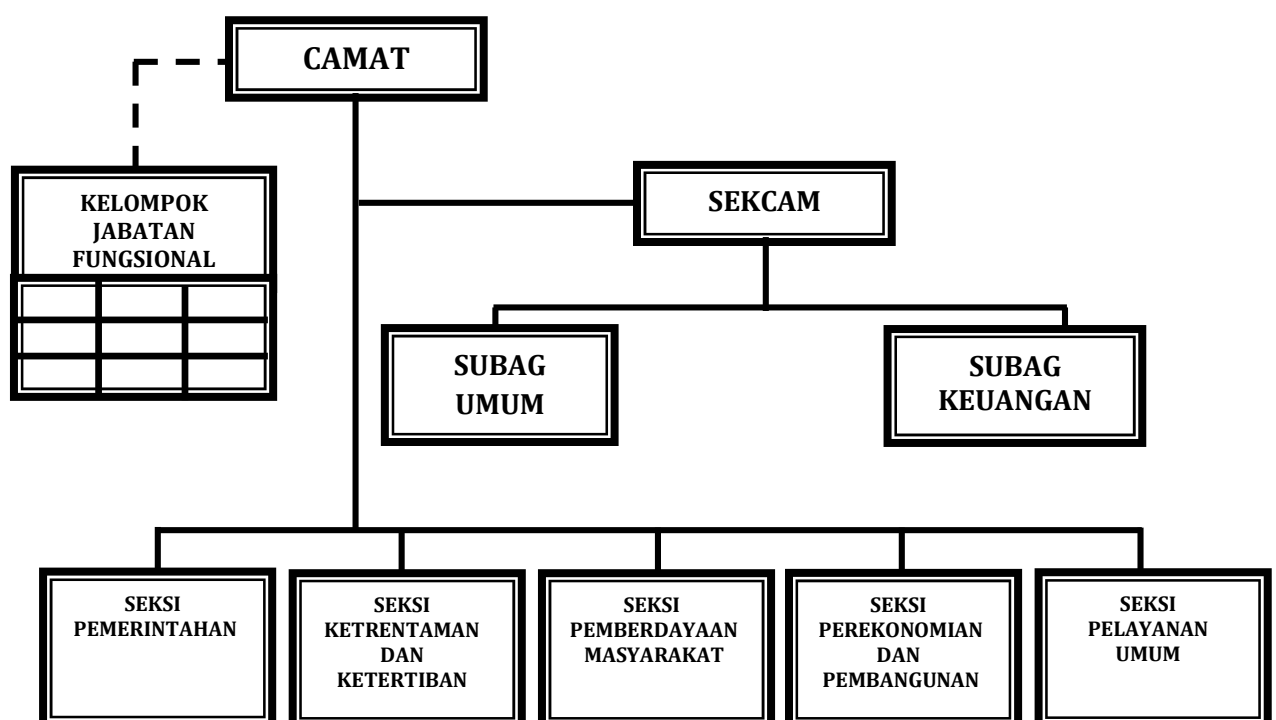 CAMAT
KELOMPOK
JABATAN
FUNGSIONAL
SEKCAM
SUBAG
UMUM
SUBAG
KEUANGAN
SEKSI
PEMERINTAHAN
SEKSI
KETRENTAMAN
DAN
KETERTIBAN
SEKSI
PEMBERDAYAAN
MASYARAKAT
SEKSI
PEREKONOMIAN
DAN
PEMBANGUNAN
SEKSI
PELAYANAN
UMUM